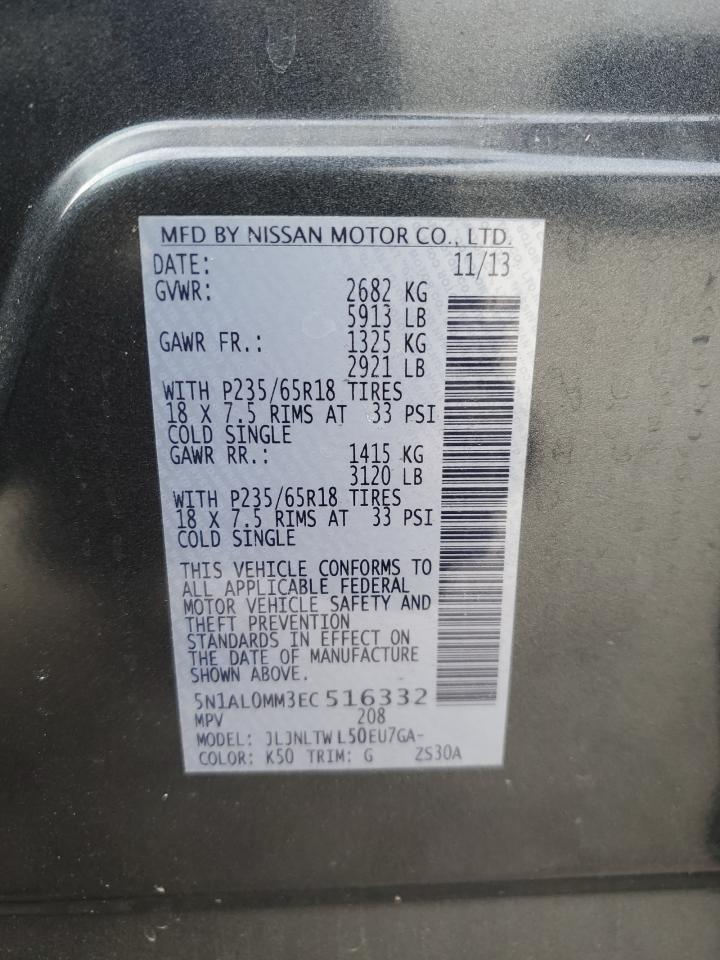 MFD BY NISSAN MOTOR CO., LTD.
DATE: 11/13
GVWR: 2682 KG
5913 LB
GAWR FR.: 1325 KG
2921 LB
WITH P235/65R18 TIRES
18 X 7.5 RIMS AT 33 PSI
COLD SINGLE
GAWR RR.: 1415 KG
3120 LB
WITH P235/65R18 TIRES
18 X 7.5 RIMS AT 33 PSI
COLD SINGLE
THIS VEHICLE CONFORMS TO
ALL APPLICABLE FEDERAL
MOTOR VEHICLE SAFETY AND
THEFT PREVENTION
STANDARDS IN EFFECT ON
THE DATE OF MANUFACTURE
SHOWN ABOVE.
5N1AL0MM3EC 516332
MPV 208
MODEL: JLJNLTW L50EU7GA-
COLOR: K50 TRIM: G ZS30A